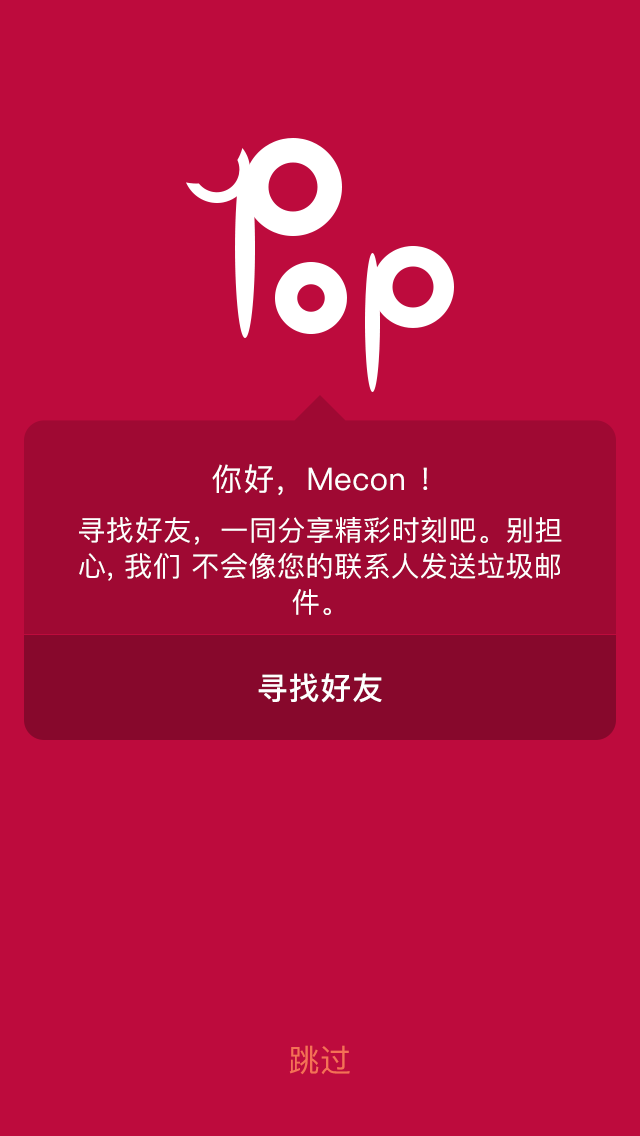 Pop
你好，Mecon ！
寻找好友，一同分享精彩时刻吧。别担
心, 我们 不会像您的联系人发送垃圾邮
件。
寻找好友
跳过